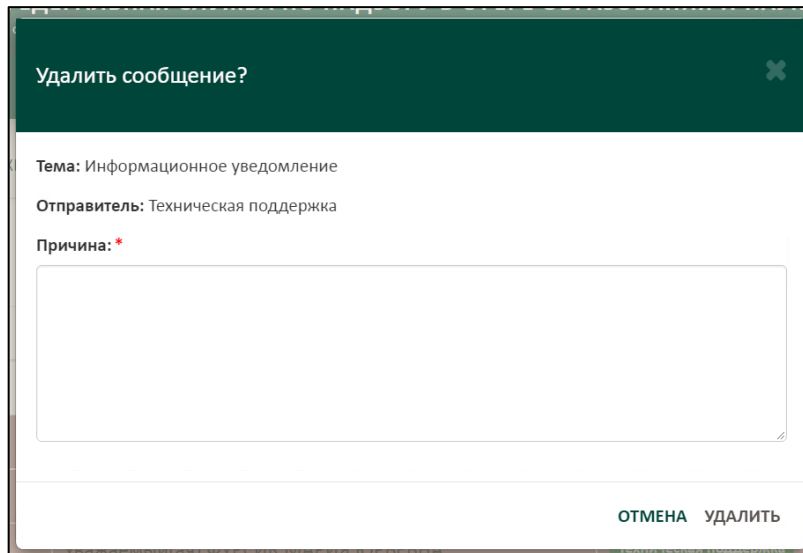 Удалить сообщение?
Тема: Информационное уведомление
Отправитель: Техническая поддержка
Причина: *
ОТМЕНА УДАЛИТЬ